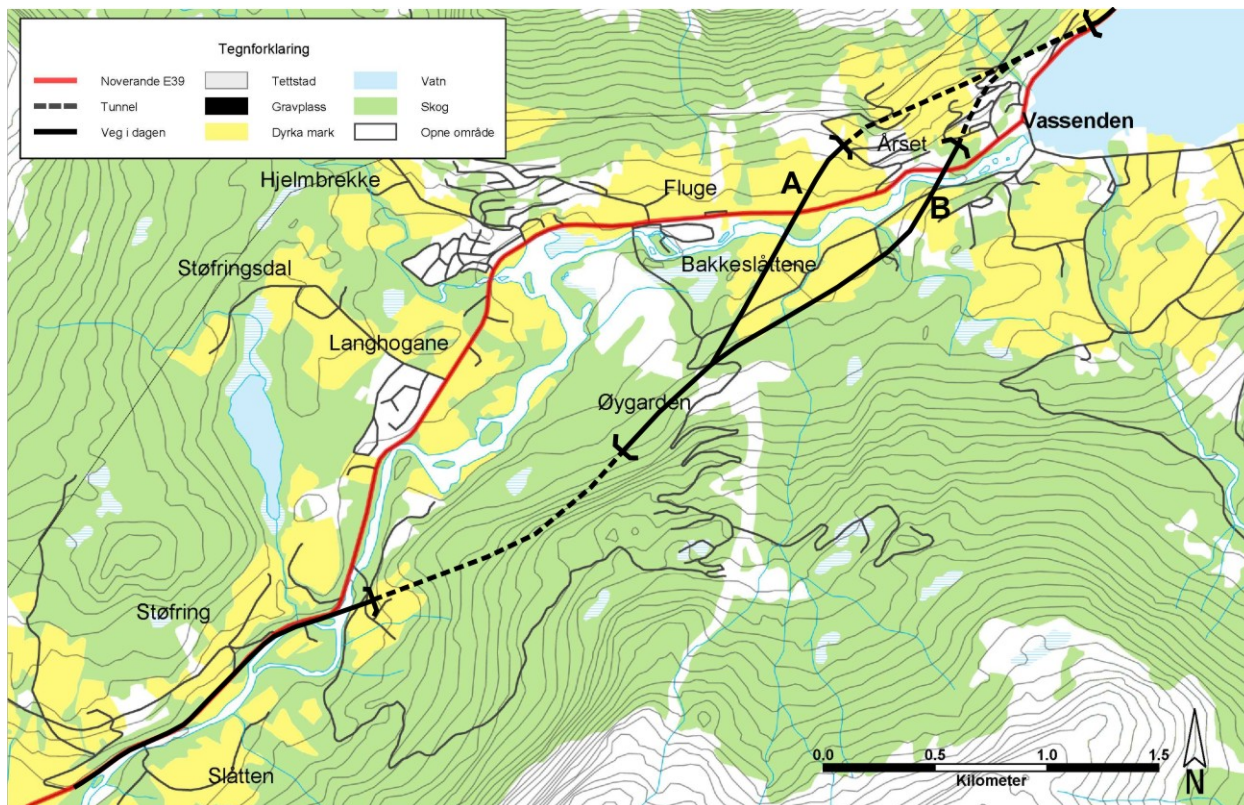 Tegnforklaring
Noverande E39
Tettstad
Vatn
Tunnel
Gravplass
Skog
Veg i dagen
Dyrka mark
Opne område
Vassenden
Årset
Hjelmbrekke
Fluge
A
B
Støfringsdal
Bakkeslåttene
Langhogane
Øygarden
Støfring
Slåtten
0.0 0.5 1.0 1.5
Kilometer
N